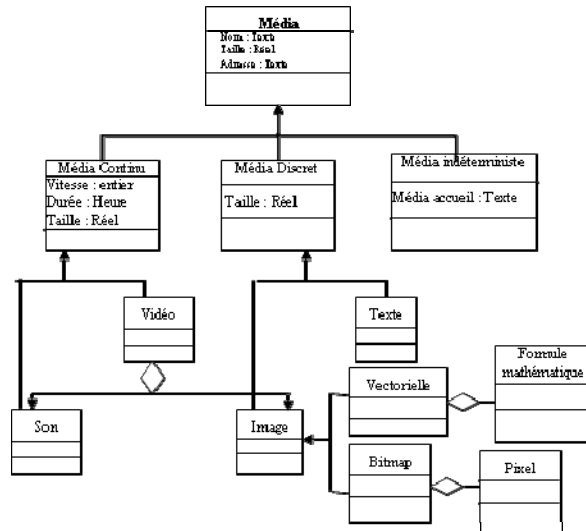 Média
Nom : Texte
Taille : Réel
Adresse : Texte
Média Continu
Vitesse : entier
Durée : Heure
Taille : Réel
Média Discret
Taille : Réel
Média indéterministe
Média accueil : Texte
Vidéo
Texte
Son
Image
Vectorielle
Formule
mathématique
Bitmap
Pixel